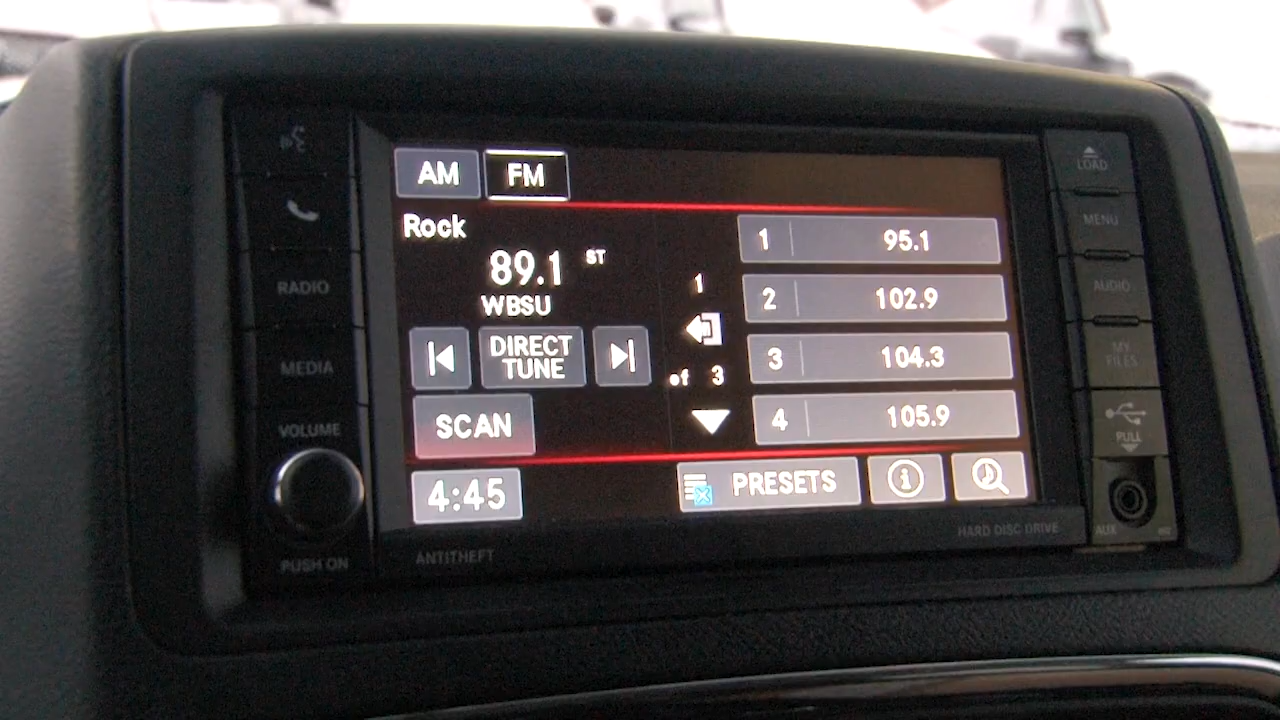 AM FM
Rock
89.1 ST
WBSU
DIRECT
TUNE
SCAN
4:45
1
of 3
1 95.1
2 102.9
3 104.3
4 105.9
PRESETS
i
RADIO
MEDIA
VOLUME
PUSH ON
ANTITHEFT
HARD DISC DRIVE
LOAD
MENU
AUDIO
MY
FILES
PULL
AUX